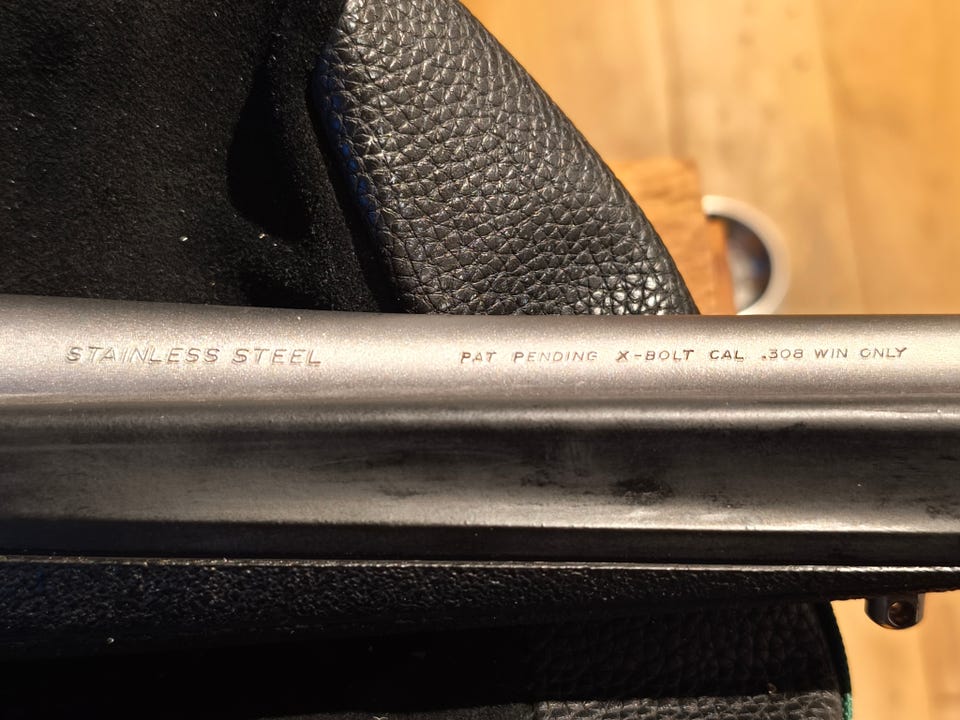 STAINLESS STEEL PAT PENDING X-BOLT CAL .308 WIN ONLY